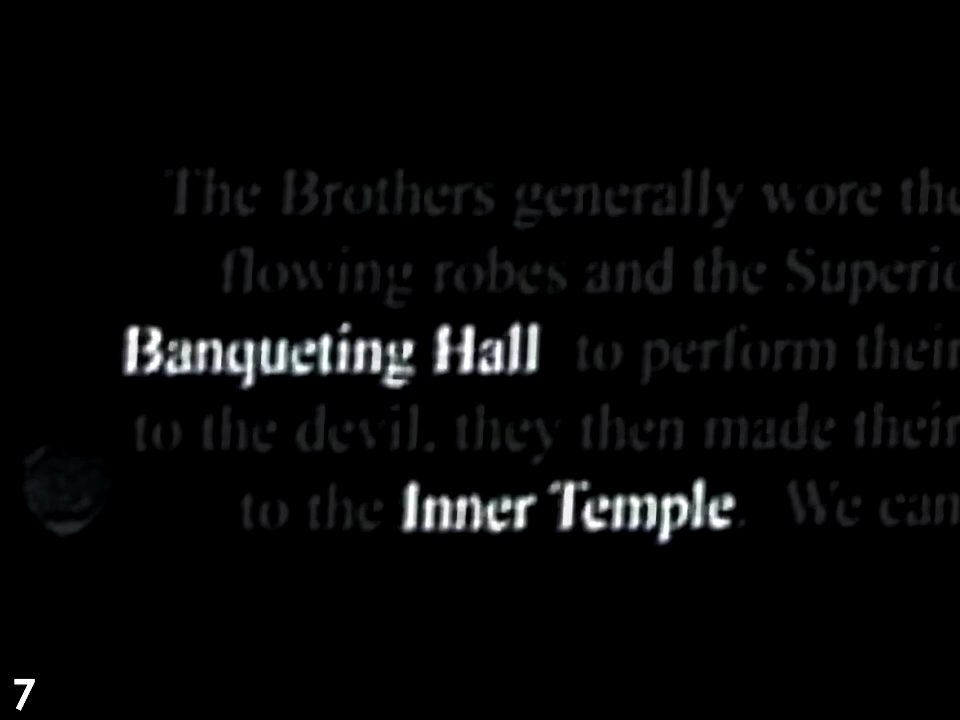 The Brothers generally wore the
flowing robes and the Superio
Banqueting Hall to perform their
to the devil, they then made their
to the Inner Temple. We can
7